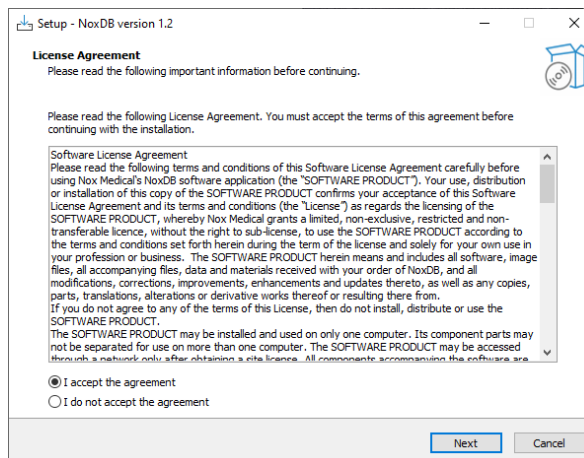 Setup - NoxDB version 1.2
License Agreement
Please read the following important information before continuing.
Please read the following License Agreement. You must accept the terms of this agreement before
continuing with the installation.
Software License Agreement
Please read the following terms and conditions of this Software License Agreement carefully before
using Nox Medical's NoxDB software application (the "SOFTWARE PRODUCT"). Your use, distribution
or installation of this copy of the SOFTWARE PRODUCT confirms your acceptance of this Software
License Agreement and its terms and conditions (the "License") as regards the licensing of the
SOFTWARE PRODUCT, whereby Nox Medical grants a limited, non-exclusive, restricted and non-
transferable licence, without the right to sub-license, to use the SOFTWARE PRODUCT according to
the terms and conditions set forth herein during the term of the license and solely for your own use in
your profession or business.  The SOFTWARE PRODUCT herein means and includes all software, image
files, all accompanying files, data and materials received with your order of NoxDB, and all
modifications, corrections, improvements, enhancements and updates thereto, as well as any copies,
parts, translations, alterations or derivative works thereof or resulting there from.
If you do not agree to any of the terms of this License, then do not install, distribute or use the
SOFTWARE PRODUCT.
The SOFTWARE PRODUCT may be installed and used on only one computer. Its component parts may
not be separated for use on more than one computer. The SOFTWARE PRODUCT may be accessed
through a network only after obtaining a site license. All components accompanying the software are
I accept the agreement
I do not accept the agreement
Next
Cancel